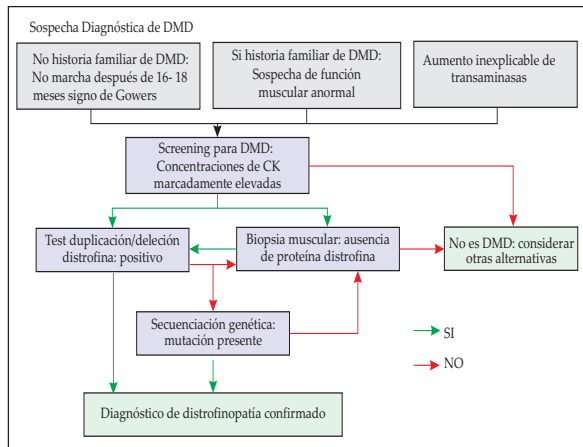 Sospecha Diagnóstica de DMD
No historia familiar de DMD:
No marcha después de 16- 18
meses signo de Gowers
Si historia familiar de DMD:
Sospecha de función
muscular anormal
Aumento inexplicable de
transaminasas
Screening para DMD:
Concentraciones de CK
marcadamente elevadas
Test duplicación/deleción
distrofina: positivo
Biopsia muscular: ausencia
de proteína distrofina
No es DMD: considerar
otras alternativas
Secuenciación genética:
mutación presente
SI
NO
Diagnóstico de distrofinopatía confirmado